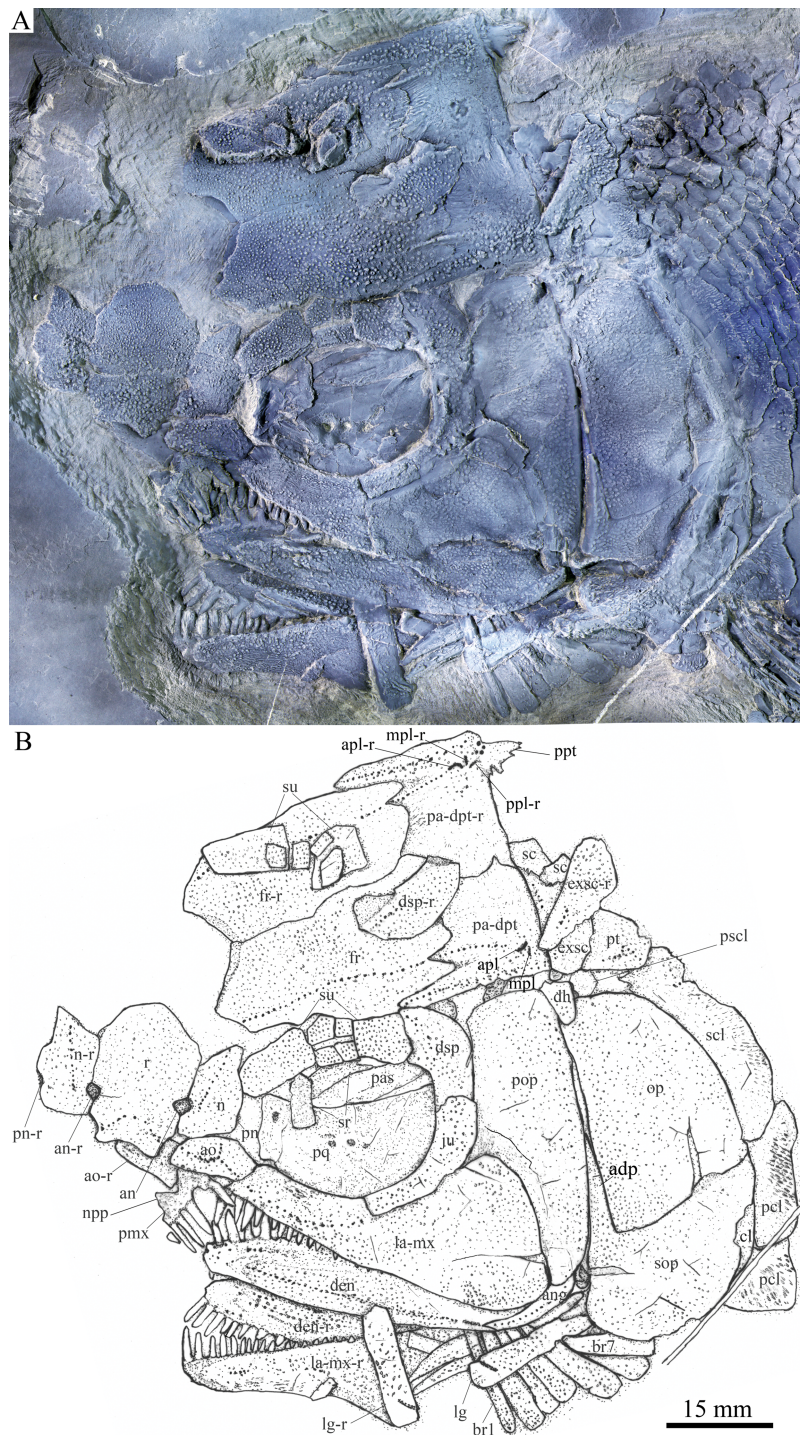 A
B
mpl-r
apl-r
ppt
su
ppl-r
pa-dpt-r
sc
sc
exsc-r
fr-r
dsp-r
pa-dpt
pt
exsc
pscl
fr
apl
mpl
dh
su
scl
n-r
r
dsp
pas
pop
op
n
sr
pn-r
pn
pq
ju
an-r
ao
adp
ao-r
an
npp
pmx
la-mx
pcl
cl
sop
den
pcl
ang
den-r
br7
la-mx-r
lg
lg-r
br1
15 mm